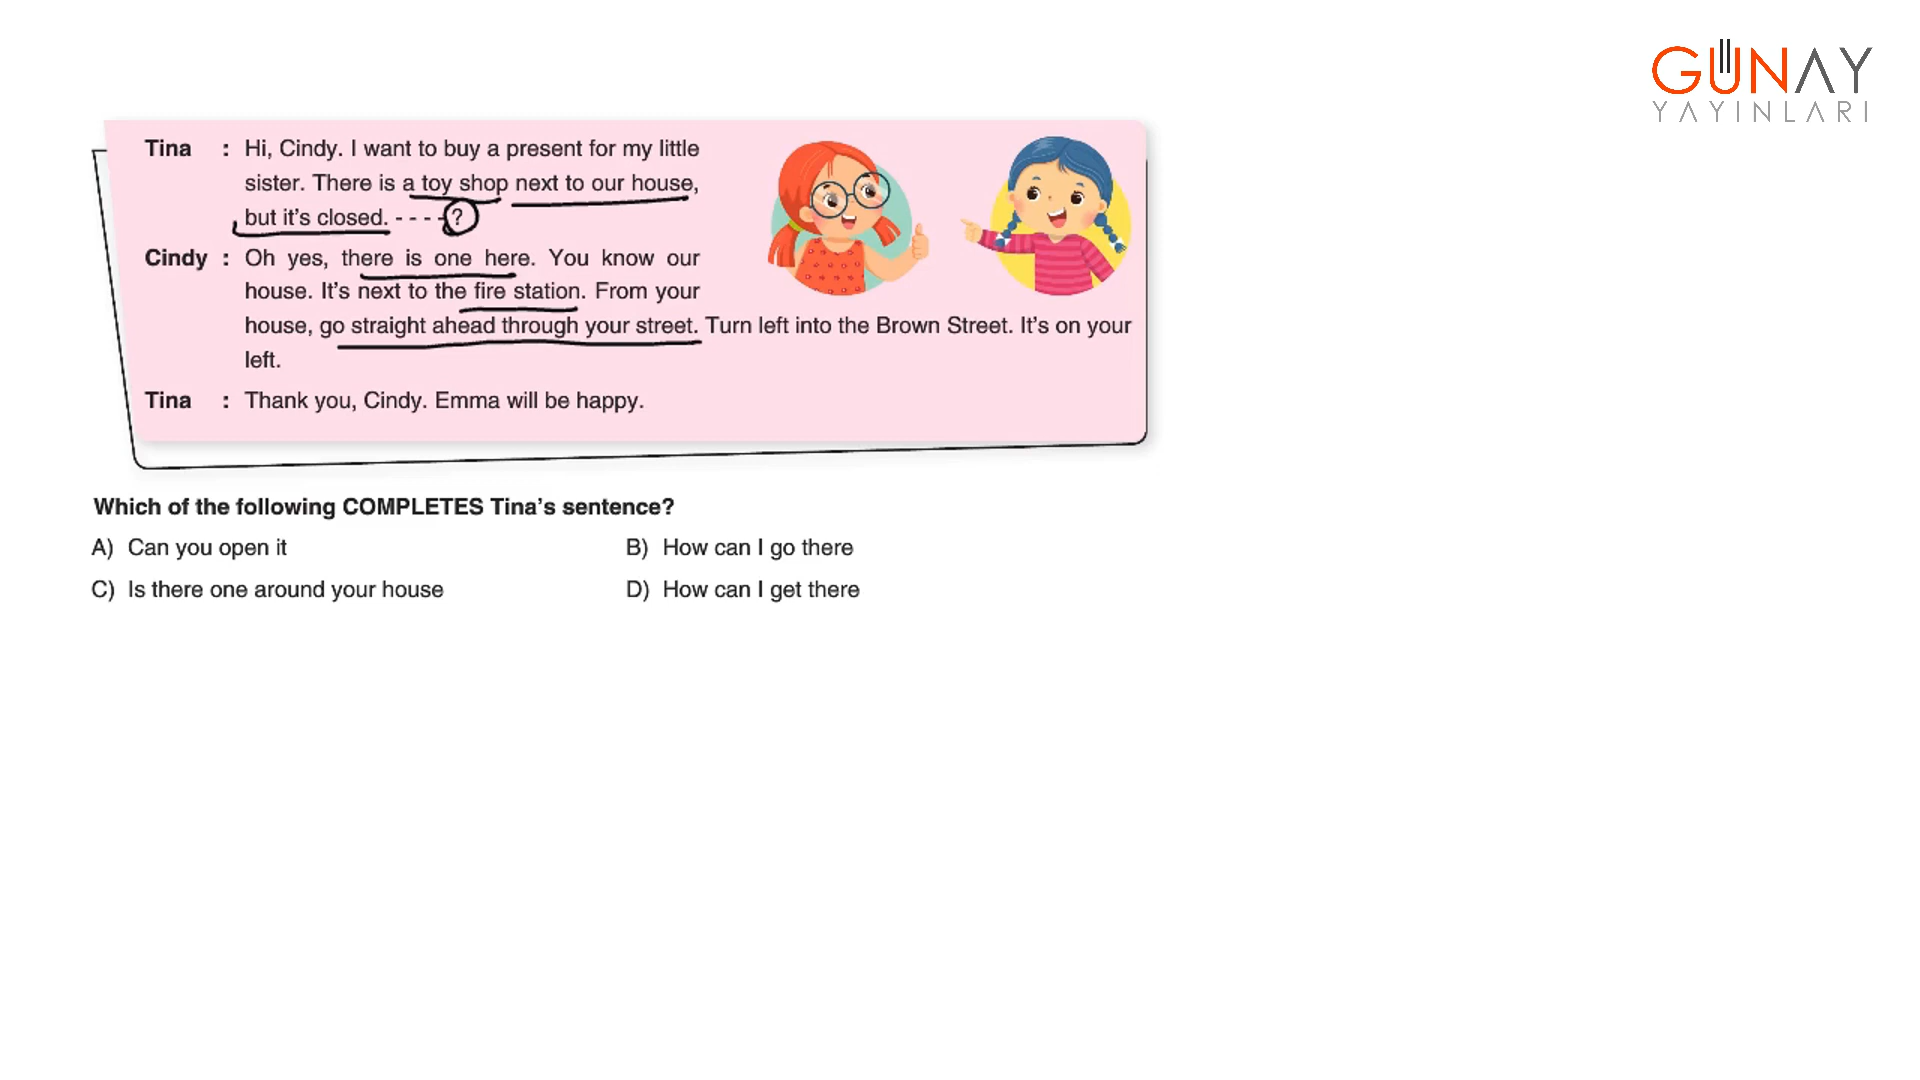 GÜNAY
YAYINLARI
Tina : Hi, Cindy. I want to buy a present for my little
sister. There is a toy shop next to our house,
but it's closed. - - - - ?
Cindy : Oh yes, there is one here. You know our
house. It's next to the fire station. From your
house, go straight ahead through your street. Turn left into the Brown Street. It's on your
left.
Tina : Thank you, Cindy. Emma will be happy.
Which of the following COMPLETES Tina's sentence?
A) Can you open it
B) How can I go there
C) Is there one around your house
D) How can I get there